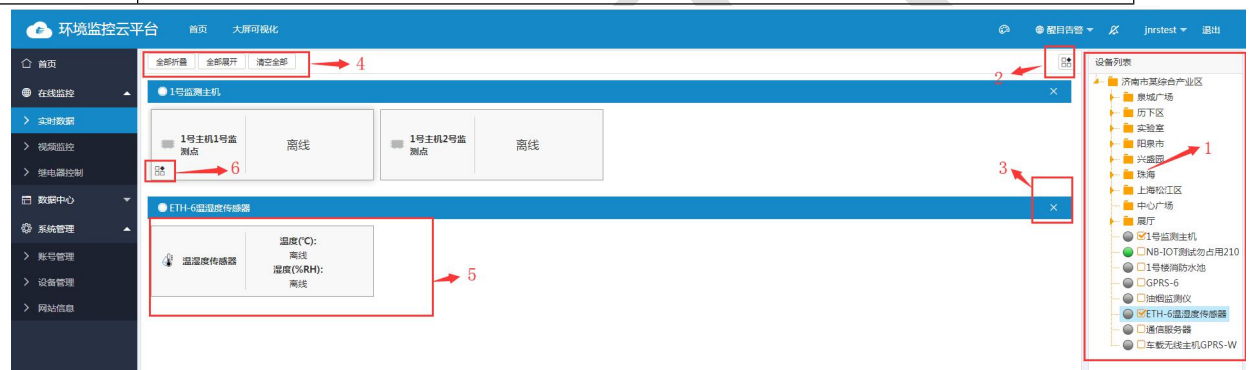 环境监控云平台 首页 大屏可视化 醒目告警 jnrstest 退出
首页
在线监控
实时数据
视频监控
继电器控制
数据中心
系统管理
账号管理
设备管理
网站信息
全部折叠 全部展开 清空全部 4
2
1号监测主机 ×
1号主机1号监
测点
离线
6
1号主机2号监
测点
离线
3
ETH-6温湿度传感器 ×
温湿度传感器
温度(℃):
离线
湿度(%RH):
离线
5
设备列表
济南市某综合产业区
泉城广场
历下区
实验室
阳泉市
兴盛园
1
珠海
上海松江区
中心广场
展厅
1号监测主机
NB-IOT测试勿占用210
1号楼消防水池
GPRS-6
油烟监测仪
ETH-6温湿度传感器
通信服务器
车载无线主机GPRS-W